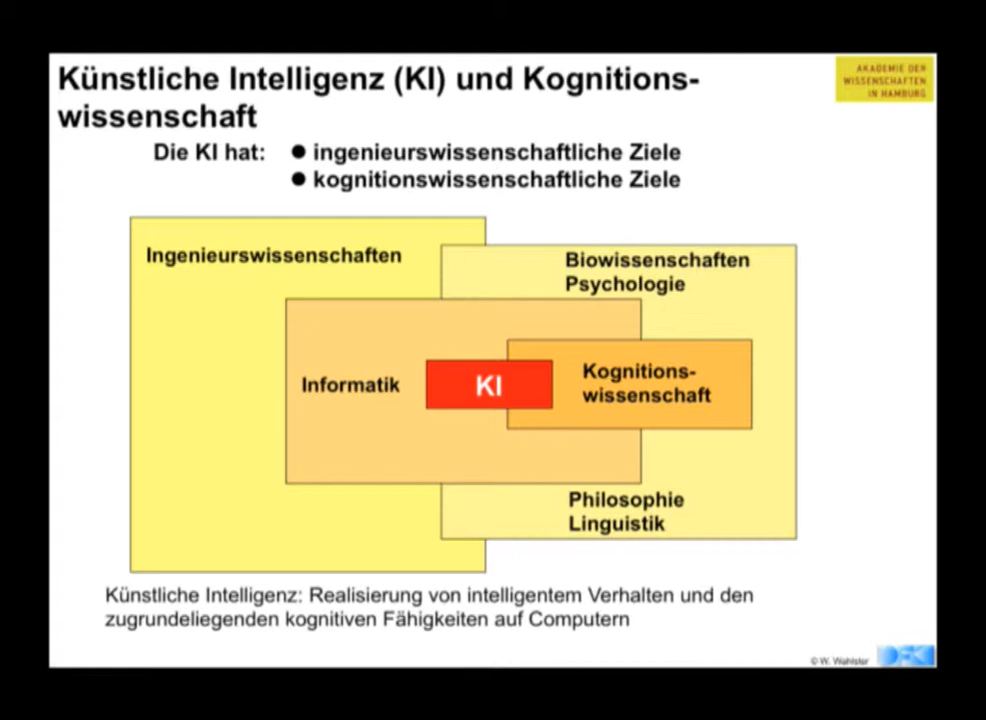 Künstliche Intelligenz (KI) und Kognitions-
wissenschaft
AKADEMIE DER
WISSENSCHAFTEN
IN HAMBURG
Die KI hat: ● ingenieurswissenschaftliche Ziele
● kognitionswissenschaftliche Ziele
Ingenieurswissenschaften
Biowissenschaften
Psychologie
Informatik
KI
Kognitions-
wissenschaft
Philosophie
Linguistik
Künstliche Intelligenz: Realisierung von intelligentem Verhalten und den
zugrundeliegenden kognitiven Fähigkeiten auf Computern
© W. Wahlster
DFKI